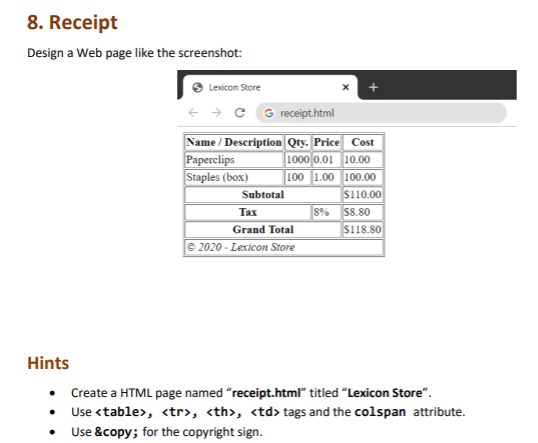 8. Receipt
Design a Web page like the screenshot:
Lexicon Store × +
← → C G receipt.html
Name / Description Qty. Price Cost
Paperclips 1000 0.01 10.00
Staples (box) 100 1.00 100.00
Subtotal $110.00
Tax 8% $8.80
Grand Total $118.80
© 2020 - Lexicon Store
Hints
• Create a HTML page named “receipt.html” titled “Lexicon Store”.
• Use <table>, <tr>, <th>, <td> tags and the colspan attribute.
• Use &copy; for the copyright sign.